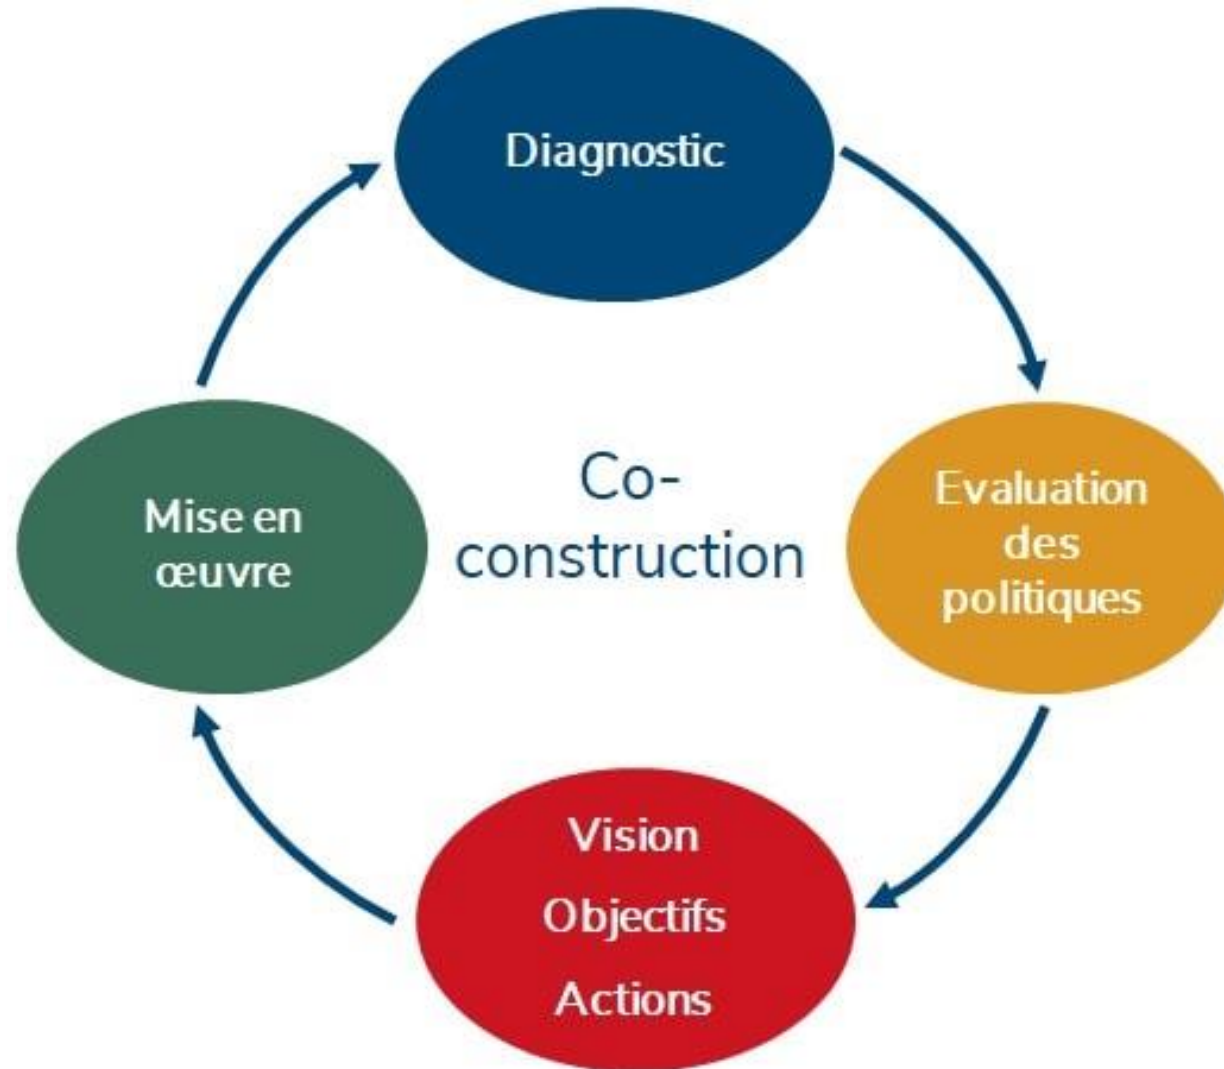 Diagnostic
Evaluation
des
politiques
Co-
construction
Mise en
œuvre
Vision
Objectifs
Actions